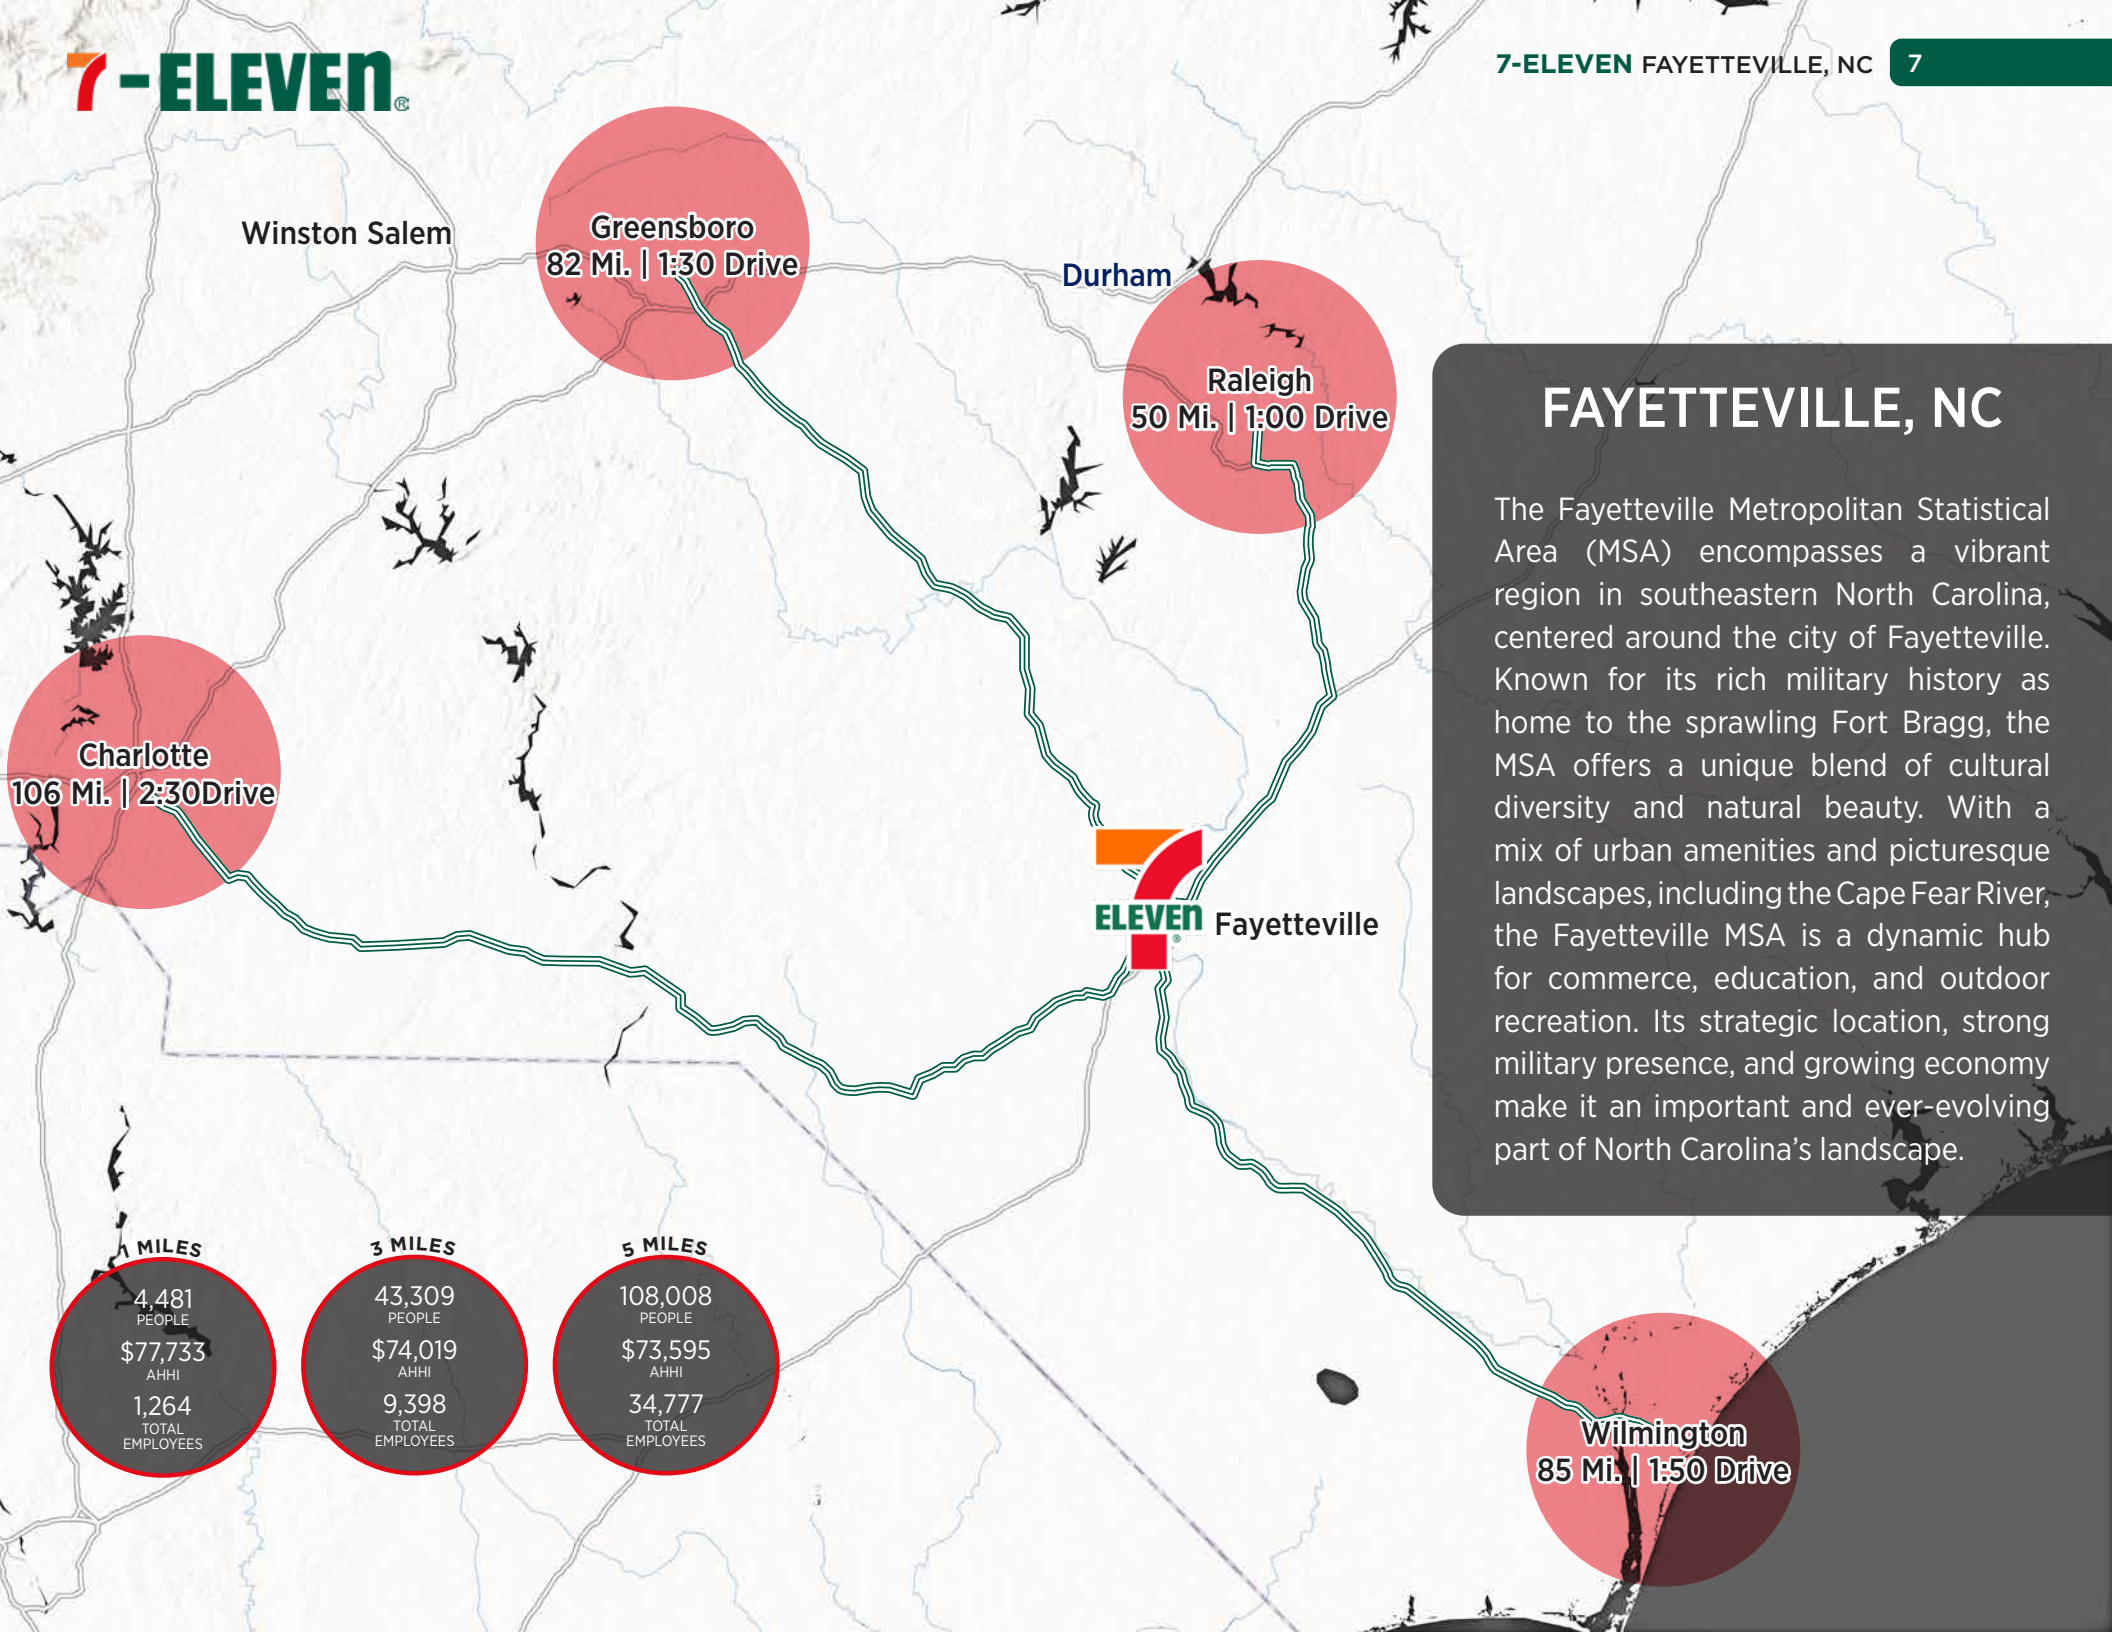 7-ELEVEN®
7-ELEVEN FAYETTEVILLE, NC 7
Winston Salem
Greensboro
82 Mi. | 1:30 Drive
Durham
Raleigh
50 Mi. | 1:00 Drive
Charlotte
106 Mi. | 2:30Drive
7
ELEVEN®
Fayetteville
Wilmington
85 Mi. | 1:50 Drive
FAYETTEVILLE, NC
The Fayetteville Metropolitan Statistical
Area (MSA) encompasses a vibrant
region in southeastern North Carolina,
centered around the city of Fayetteville.
Known for its rich military history as
home to the sprawling Fort Bragg, the
MSA offers a unique blend of cultural
diversity and natural beauty. With a
mix of urban amenities and picturesque
landscapes, including the Cape Fear River,
the Fayetteville MSA is a dynamic hub
for commerce, education, and outdoor
recreation. Its strategic location, strong
military presence, and growing economy
make it an important and ever-evolving
part of North Carolina's landscape.
1 MILES
4,481
PEOPLE
$77,733
AHHI
1,264
TOTAL
EMPLOYEES
3 MILES
43,309
PEOPLE
$74,019
AHHI
9,398
TOTAL
EMPLOYEES
5 MILES
108,008
PEOPLE
$73,595
AHHI
34,777
TOTAL
EMPLOYEES